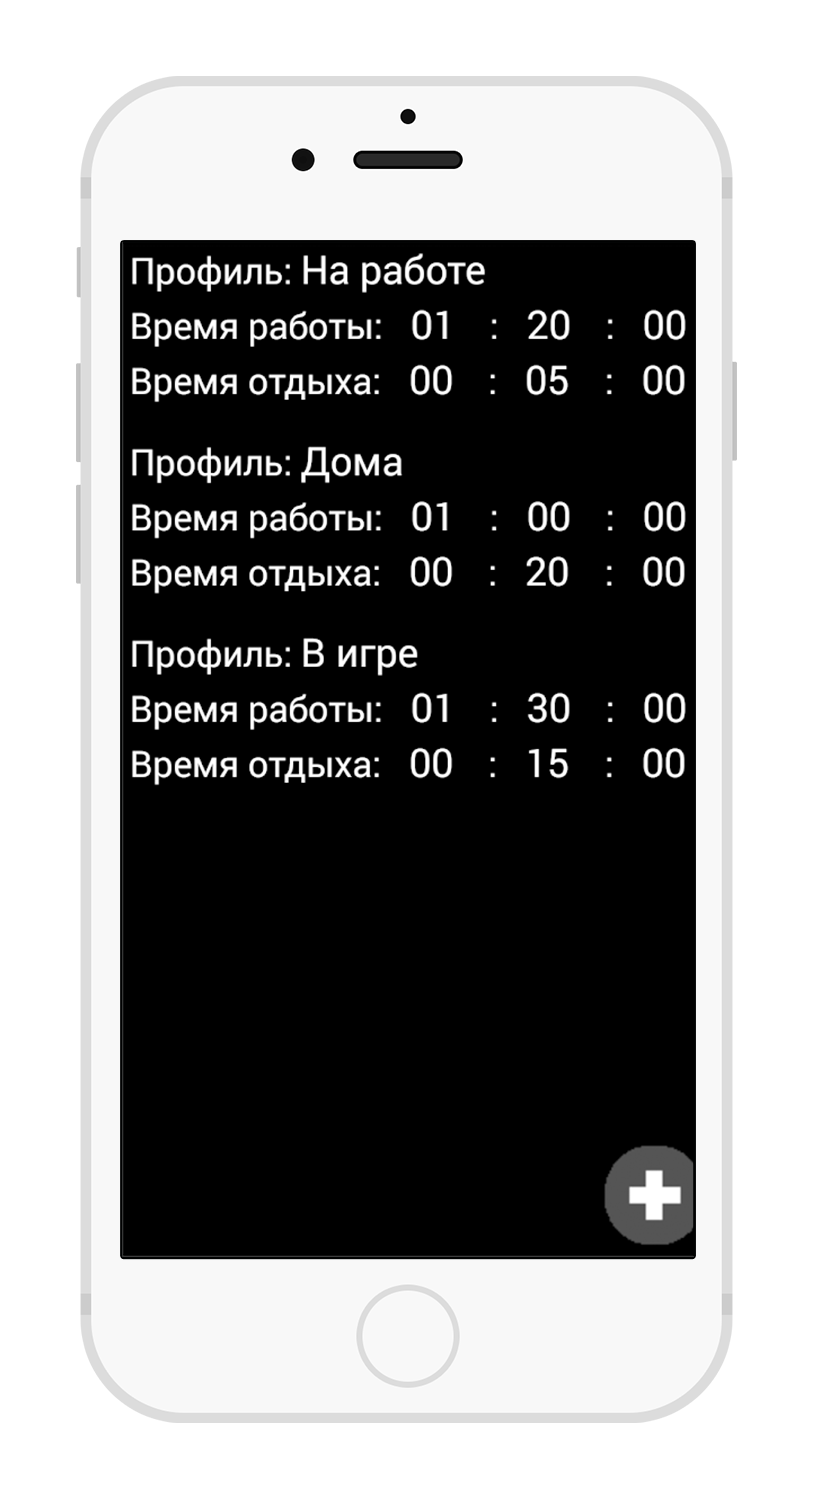 Профиль: На работе
Время работы: 01 : 20 : 00
Время отдыха: 00 : 05 : 00
Профиль: Дома
Время работы: 01 : 00 : 00
Время отдыха: 00 : 20 : 00
Профиль: В игре
Время работы: 01 : 30 : 00
Время отдыха: 00 : 15 : 00